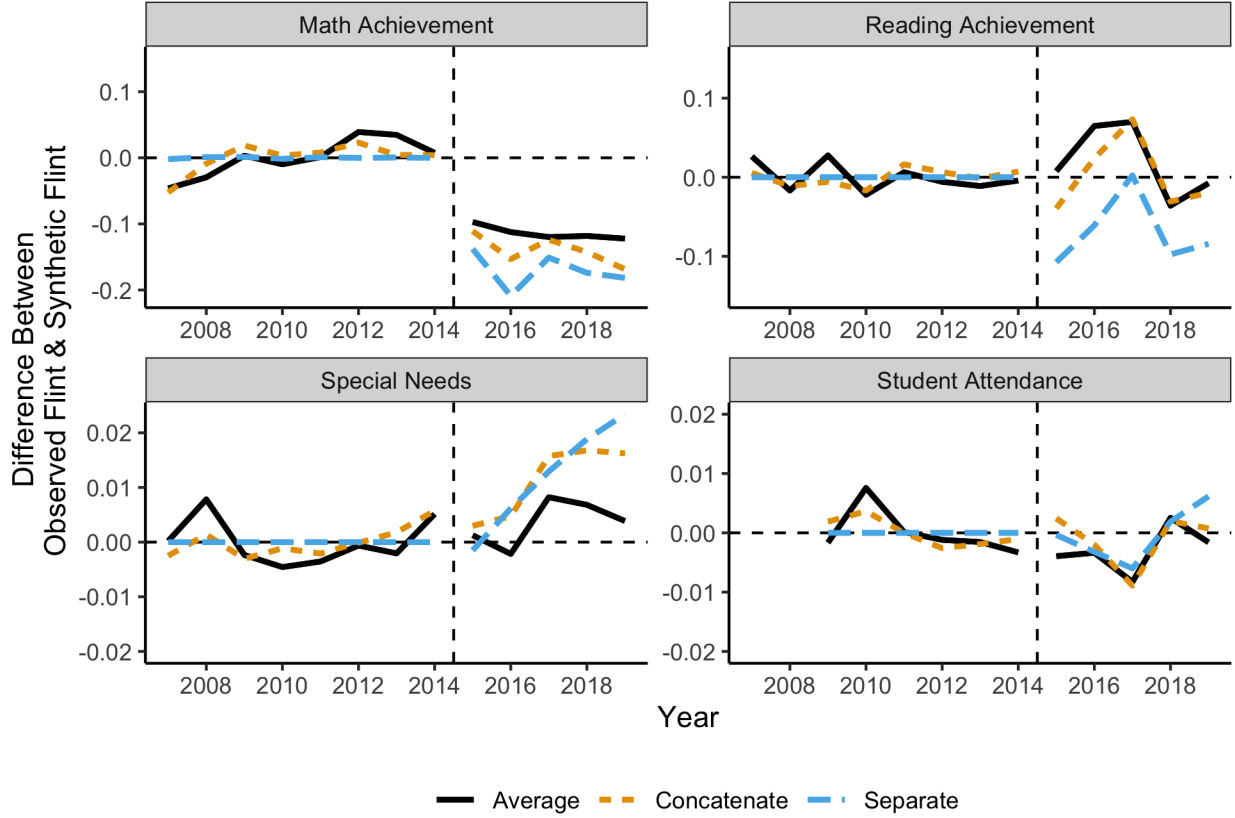 Math Achievement
Reading Achievement
Difference Between
Observed Flint & Synthetic Flint
0.1
0.0
-0.1
-0.2
2008 2010 2012 2014 2016 2018
0.1
0.0
-0.1
2008 2010 2012 2014 2016 2018
Special Needs
Student Attendance
0.02
0.01
0.00
-0.01
-0.02
2008 2010 2012 2014 2016 2018
0.02
0.01
0.00
-0.01
-0.02
2008 2010 2012 2014 2016 2018
Year
Average Concatenate Separate